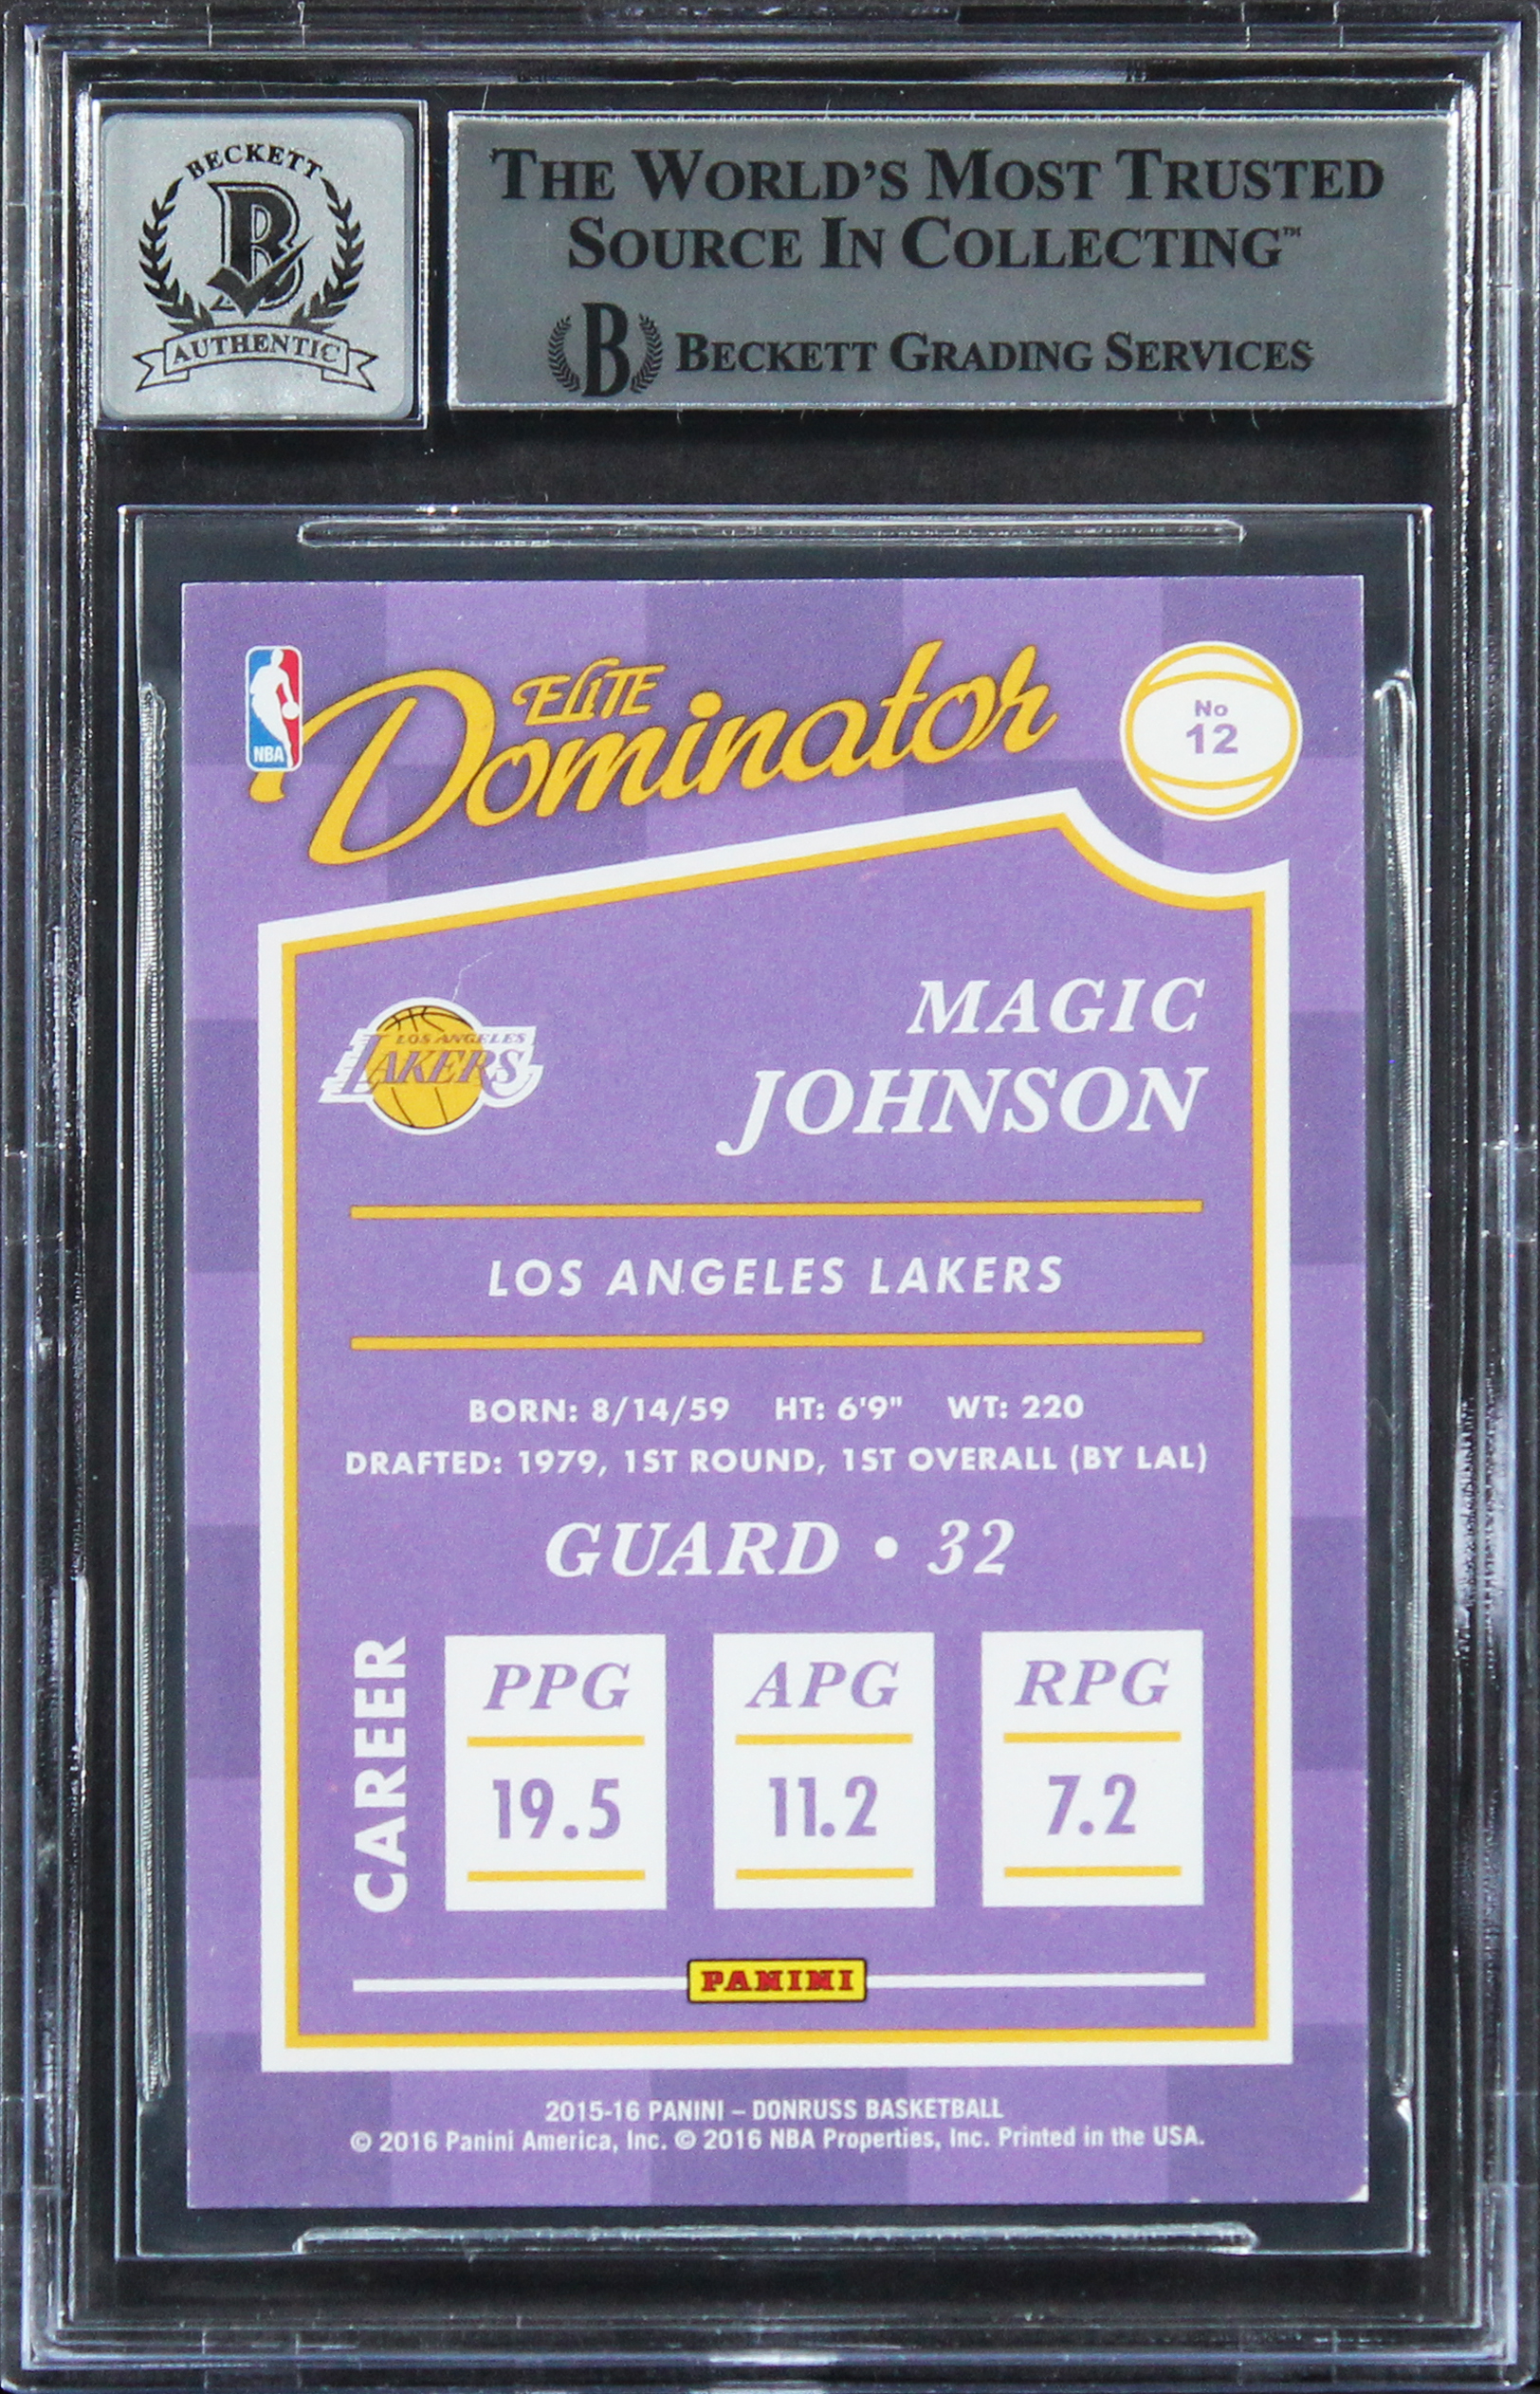 BECKETT
B
AUTHENTIC
THE WORLD'S MOST TRUSTED
SOURCE IN COLLECTING™
B BECKETT GRADING SERVICES
NBA
ELITE
Dominator
No
12
LOS ANGELES
LAKERS
MAGIC
JOHNSON
LOS ANGELES LAKERS
BORN: 8/14/59 HT: 6'9" WT: 220
DRAFTED: 1979, 1ST ROUND, 1ST OVERALL (BY LAL)
GUARD • 32
CAREER
PPG APG RPG
19.5 11.2 7.2
PANINI
2015-16 PANINI – DONRUSS BASKETBALL
© 2016 Panini America, Inc. © 2016 NBA Properties, Inc. Printed in the USA.